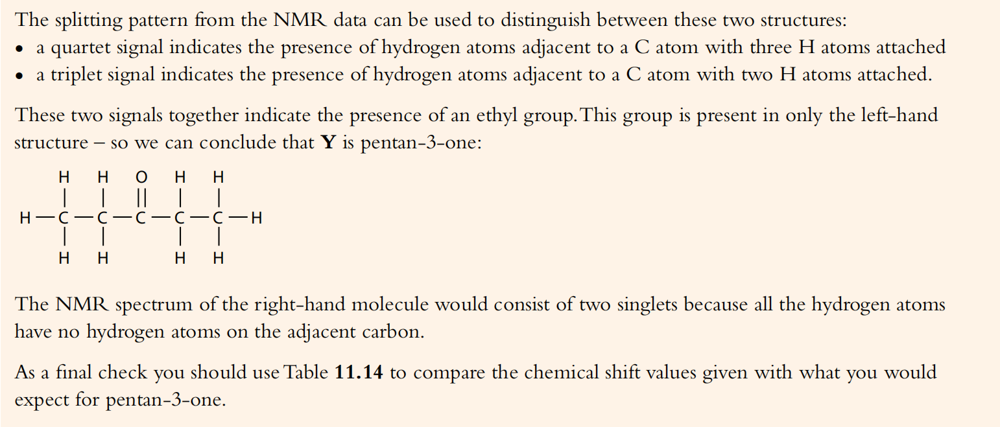 The splitting pattern from the NMR data can be used to distinguish between these two structures:
• a quartet signal indicates the presence of hydrogen atoms adjacent to a C atom with three H atoms attached
• a triplet signal indicates the presence of hydrogen atoms adjacent to a C atom with two H atoms attached.
These two signals together indicate the presence of an ethyl group. This group is present in only the left-hand
structure – so we can conclude that Y is pentan-3-one:
H H O H H
H—C—C—C—C—C—H
H H H H
The NMR spectrum of the right-hand molecule would consist of two singlets because all the hydrogen atoms
have no hydrogen atoms on the adjacent carbon.
As a final check you should use Table 11.14 to compare the chemical shift values given with what you would
expect for pentan-3-one.